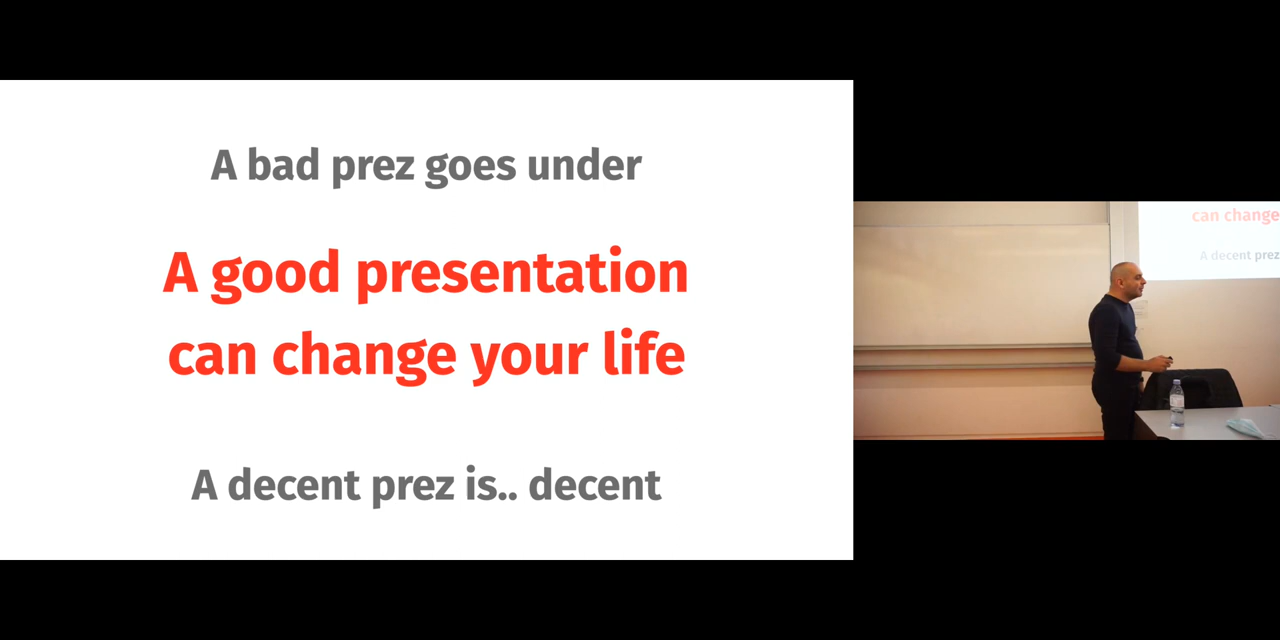 A bad prez goes under
A good presentation
can change your life
A decent prez is.. decent
can change
A decent prez